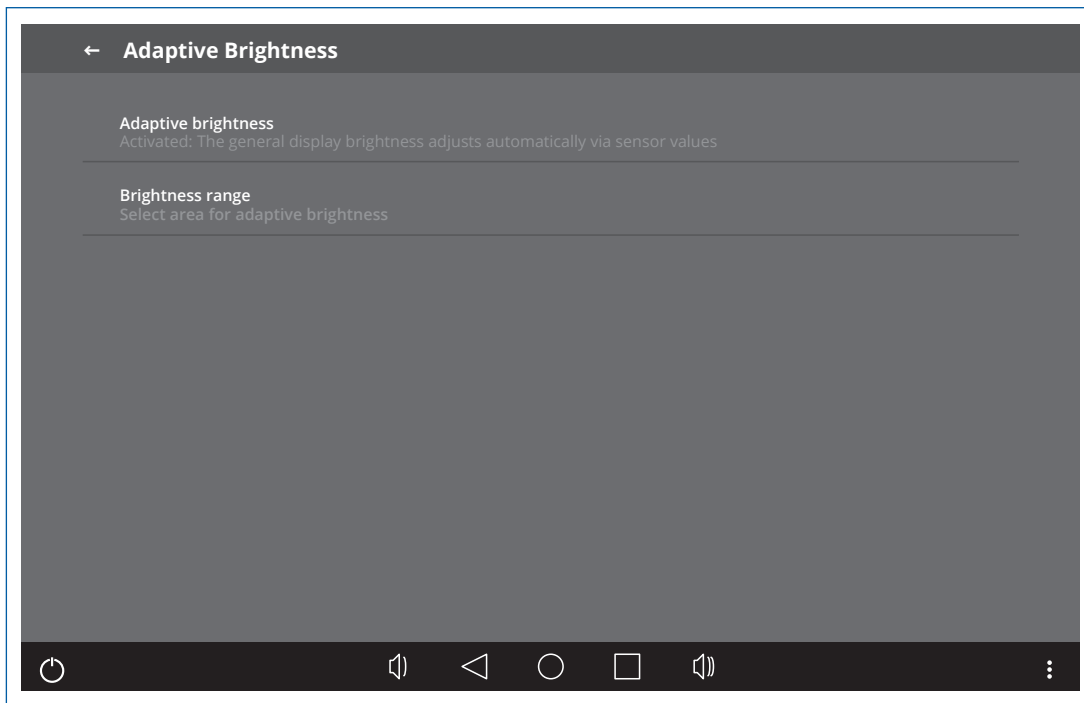 Adaptive Brightness
Adaptive brightness
Activated: The general display brightness adjusts automatically via sensor values
Brightness range
Select area for adaptive brightness